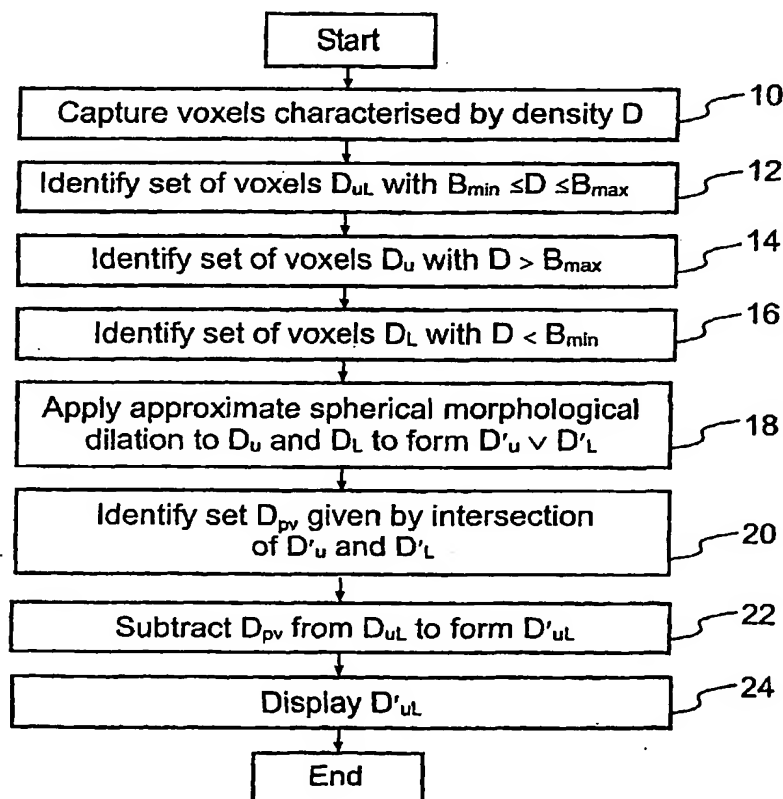 Start
Capture voxels characterised by density D
10
Identify set of voxels DuL with Bmin ≤D ≤Bmax
12
Identify set of voxels Du with D > Bmax
14
Identify set of voxels DL with D < Bmin
16
Apply approximate spherical morphological
dilation to Du and DL to form D'u v D'L
18
Identify set Dpv given by intersection
of D'u and D'L
20
Subtract Dpv from DuL to form D'uL
22
Display D'uL
24
End